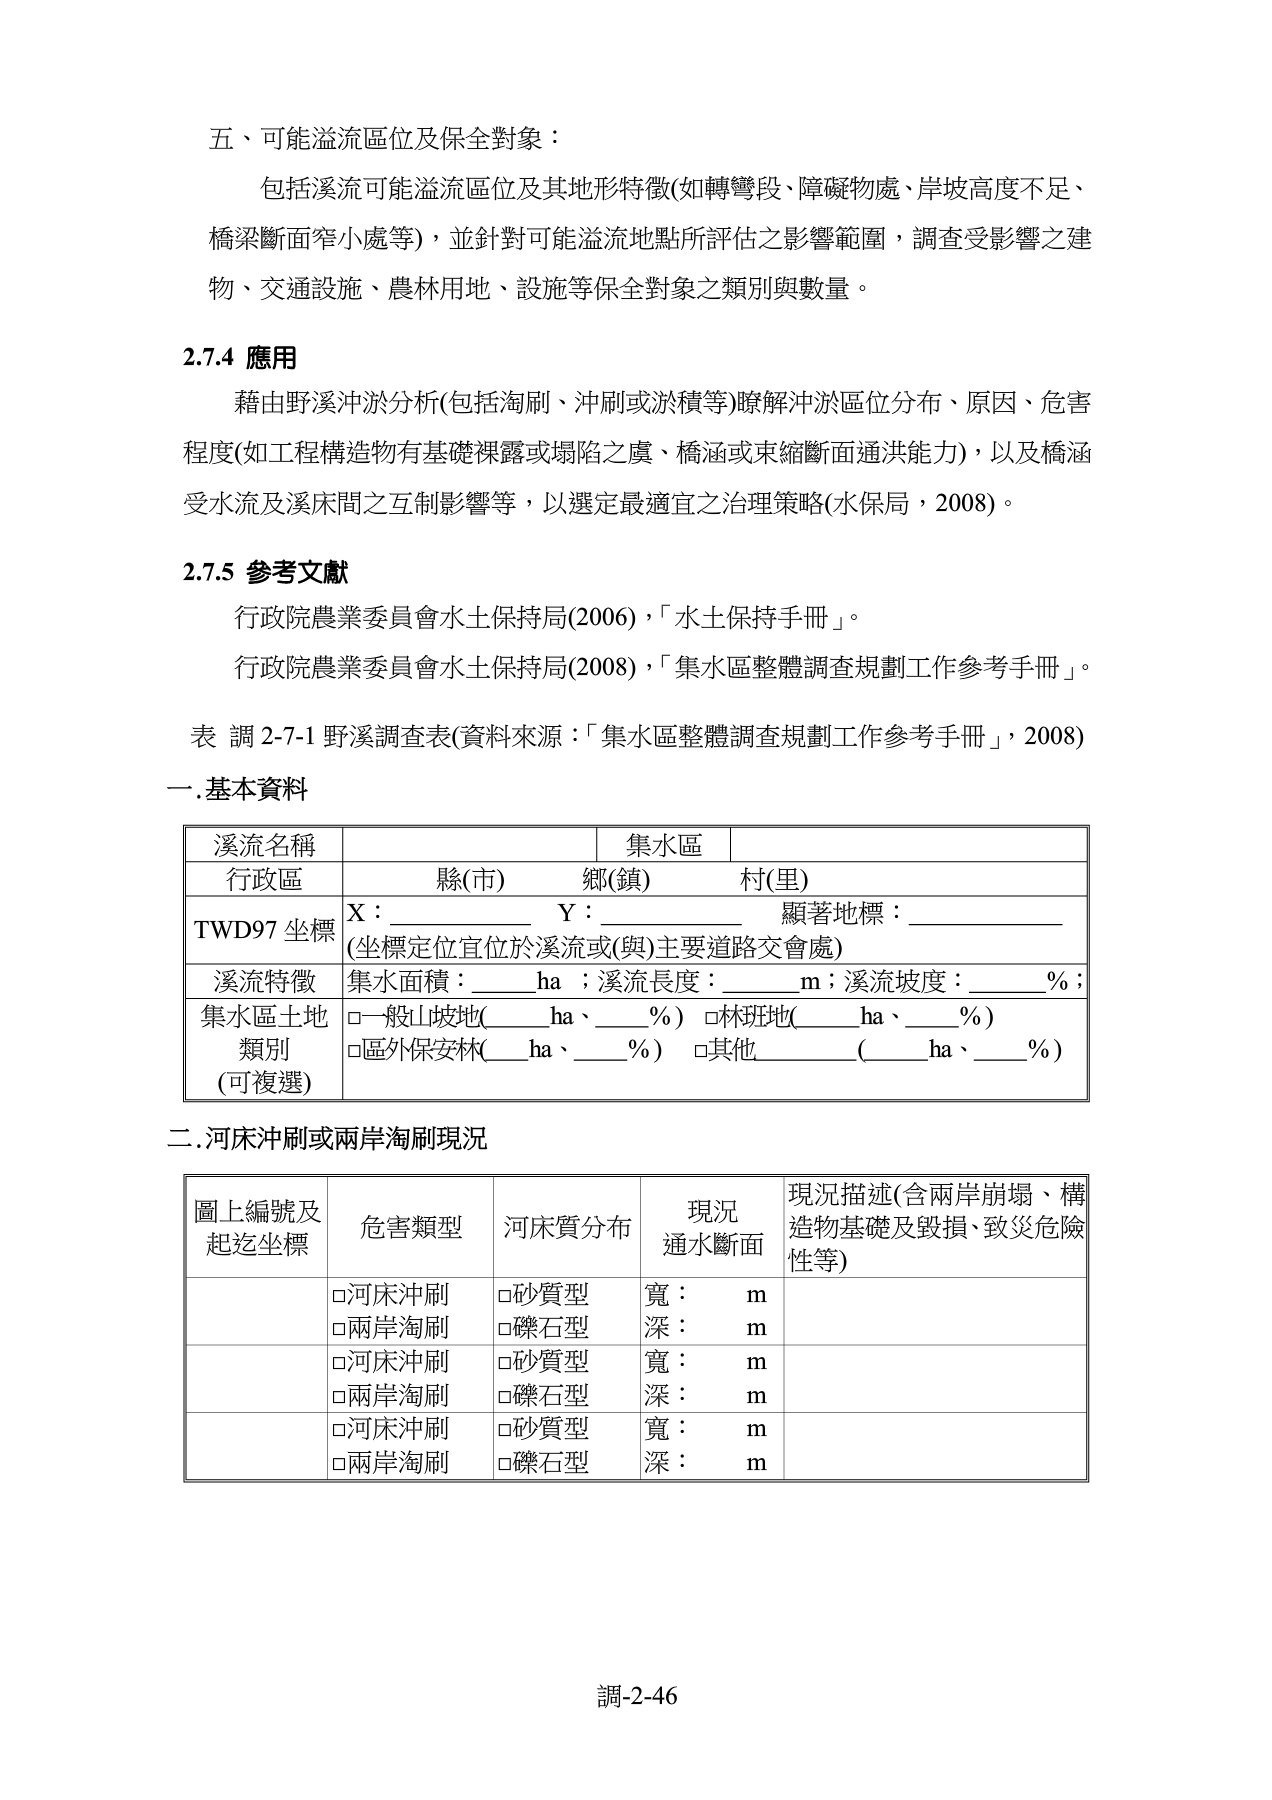 五、可能溢流區位及保全對象：
包括溪流可能溢流區位及其地形特徵(如轉彎段、障礙物處、岸坡高度不足、
橋梁斷面窄小處等)，並針對可能溢流地點所評估之影響範圍，調查受影響之建
物、交通設施、農林用地、設施等保全對象之類別與數量。
2.7.4 應用
藉由野溪沖淤分析(包括淘刷、沖刷或淤積等)瞭解沖淤區位分布、原因、危害
程度(如工程構造物有基礎裸露或塌陷之虞、橋涵或束縮斷面通洪能力)，以及橋涵
受水流及溪床間之互制影響等，以選定最適宜之治理策略(水保局，2008)。
2.7.5 參考文獻
行政院農業委員會水土保持局(2006)，「水土保持手冊」。
行政院農業委員會水土保持局(2008)，「集水區整體調查規劃工作參考手冊」。
表 調 2-7-1 野溪調查表(資料來源：「集水區整體調查規劃工作參考手冊」，2008)
一.基本資料
溪流名稱 集水區
行政區 縣(市) 鄉(鎮) 村(里)
TWD97 坐標 X：___________ Y：___________ 顯著地標：____________
(坐標定位宜位於溪流或(與)主要道路交會處)
溪流特徵 集水面積：_____ha ；溪流長度：______m；溪流坡度：______%；
集水區土地
類別
(可複選)
□一般山坡地(_____ha、____%) □林班地(_____ha、____%)
□區外保安林(___ha、____%) □其他________(_____ha、____%)
二.河床沖刷或兩岸淘刷現況
圖上編號及
起迄坐標
危害類型
河床質分布
現況
通水斷面
現況描述(含兩岸崩塌、構
造物基礎及毀損、致災危險
性等)
□河床沖刷 □砂質型 寬： m
□兩岸淘刷 □礫石型 深： m
□河床沖刷 □砂質型 寬： m
□兩岸淘刷 □礫石型 深： m
□河床沖刷 □砂質型 寬： m
□兩岸淘刷 □礫石型 深： m
調-2-46